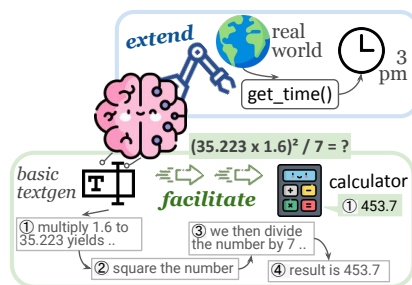 extend
real
world
3
pm
get_time()
(35.223 x 1.6)² / 7 = ?
basic
textgen
T
facilitate
calculator
① 453.7
① multiply 1.6 to
35.223 yields ..
② square the number
③ we then divide
the number by 7 ..
④ result is 453.7